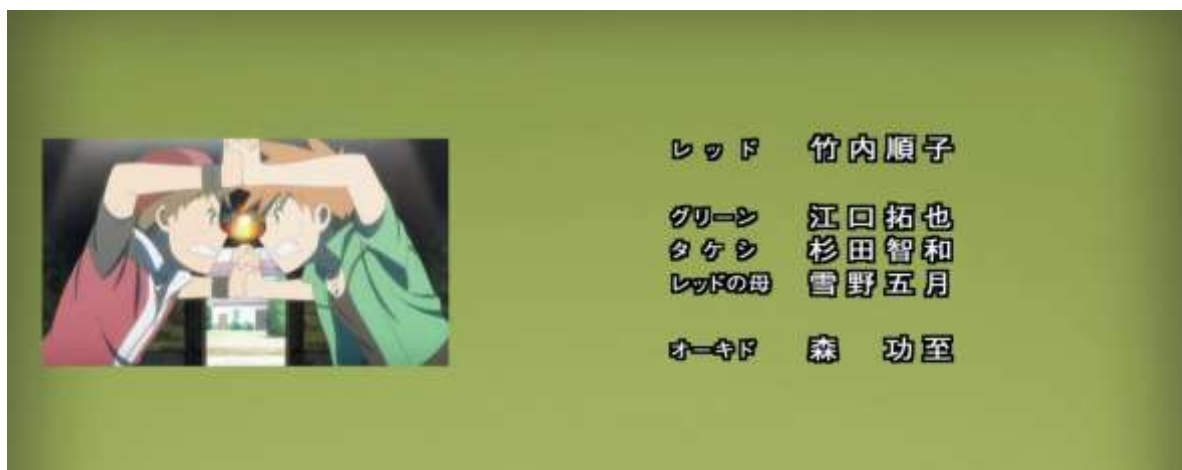 レッド 竹内順子
グリーン 江口拓也
タケシ 杉田智和
レッドの母 雪野五月
オーキド 森 功至